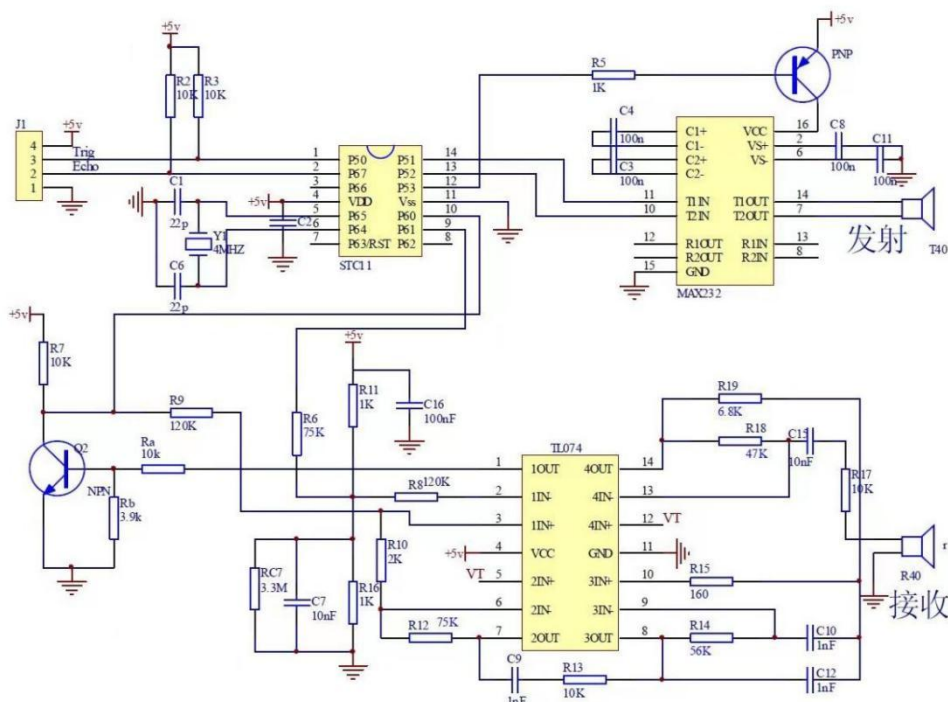 +5v
R2
10K
R3
10K
J1
4
3
2
1
+5v
Trig
Echo
C1
22p
Y1
4MHZ
C6
22p
+5v
C2
1 P50
2 P67
3 P66
4 VDD
5 P65
6 P64
7 P63/RST
P51 14
P52 13
P53 12
Vss 11
P60 10
P61 9
P62 8
STC11
R5
1K
+5v
PNP
C4
100n
C3
100n
C1+
C1-
C2+
C2-
VCC 16
VS+ 2
VS- 6
C8
100n
C11
100n
11 T1IN
10 T2IN
T1OUT 14
T2OUT 7
12 R1OUT
R2OUT
15 GND
R1IN 13
R2IN 8
MAX232
发射
T40
+5v
R7
10K
R9
120K
Q2
NPN
Ra
10k
Rb
3.9k
R6
75K
+5v
R11
1K
C16
100nF
R8 120K
RC7
3.3M
C7
10nF
R16
1K
R10
2K
R12 75K
+5v
VT
TL074
1 1OUT
2 1IN-
3 1IN+
4 VCC
5 2IN+
6 2IN-
7 2OUT
4OUT 14
4IN- 13
4IN+ 12 VT
GND 11
3IN+ 10
3IN- 9
3OUT 8
R19
6.8K
R18
47K
C15
10nF
R17
10K
R15
160
R14
56K
C10
1nF
C12
1nF
C9
1nF
R13
10K
r
R40
接收